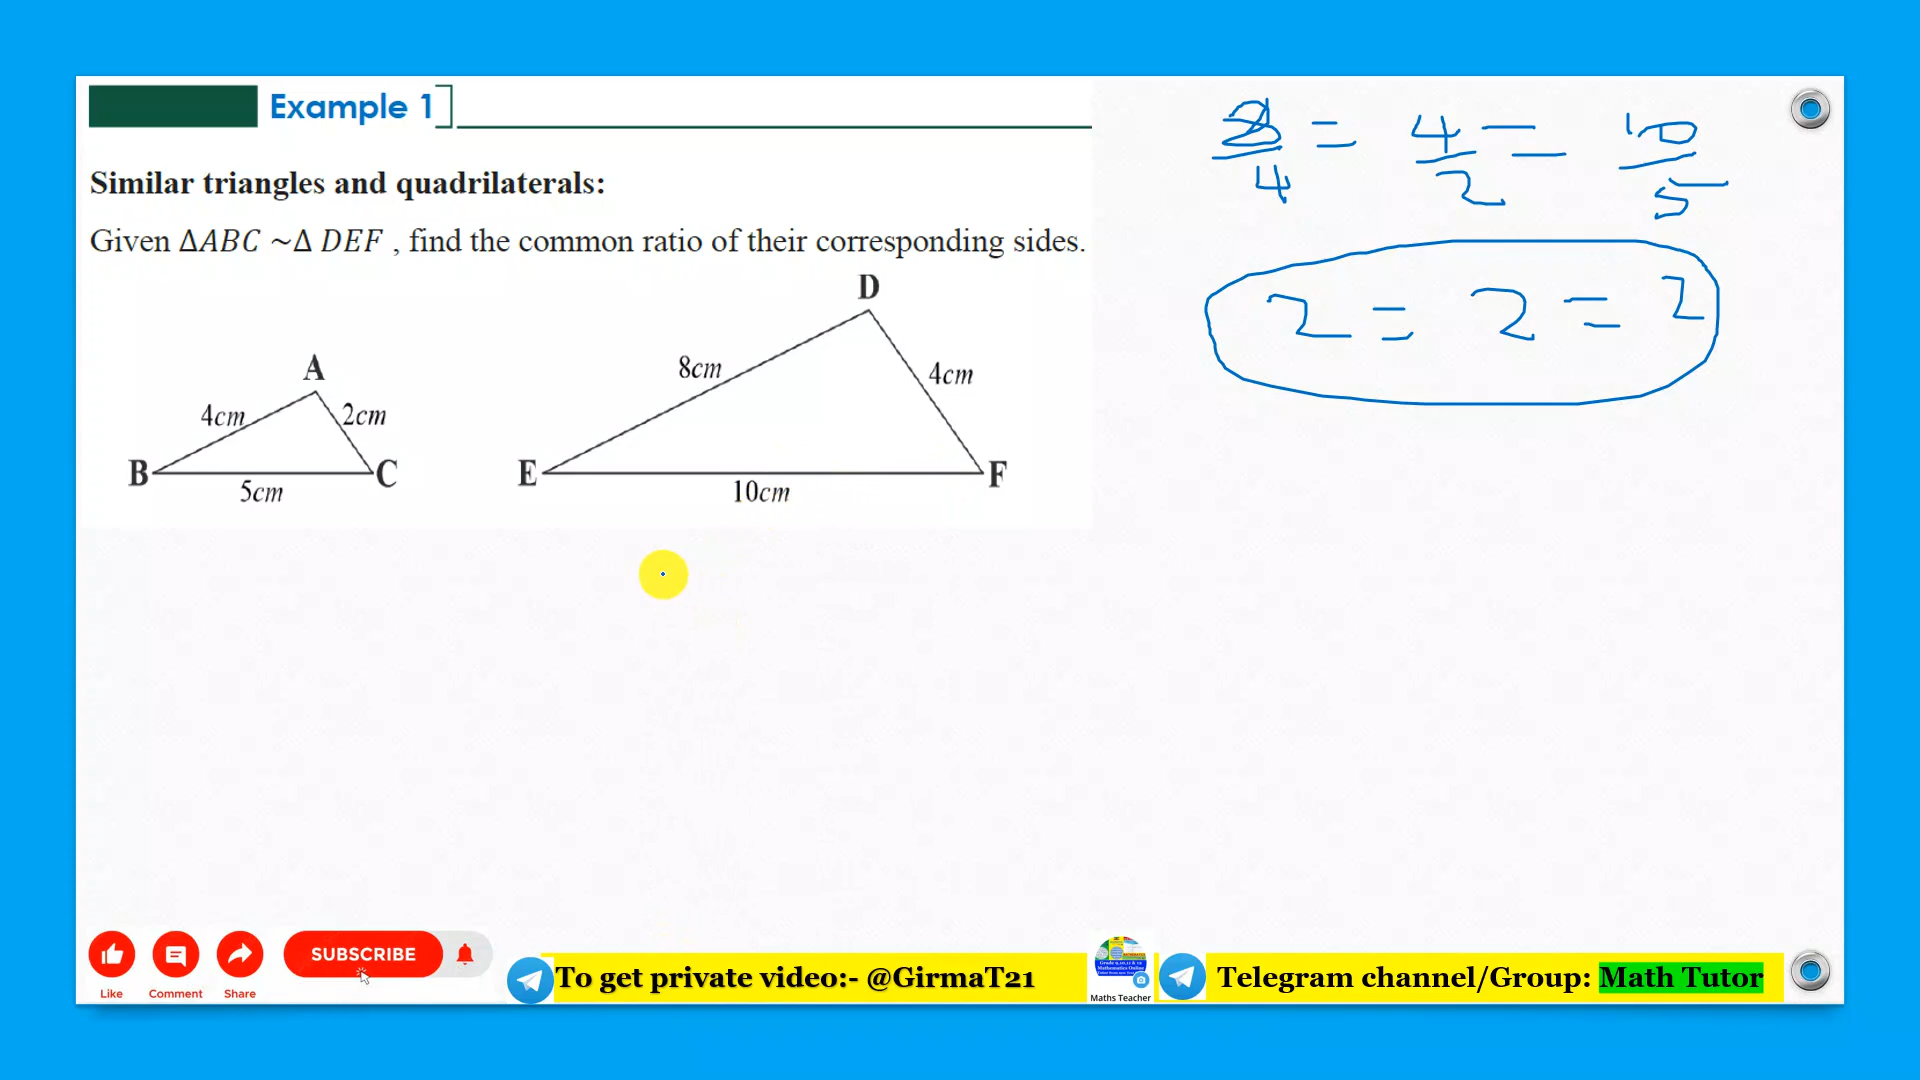 Example 1
Similar triangles and quadrilaterals:
Given ΔABC ~Δ DEF , find the common ratio of their corresponding sides.
A
4cm
2cm
B
C
5cm
D
8cm
4cm
E
F
10cm
8/4 = 4/2 = 10/5
2 = 2 = 2
SUBSCRIBE
Like
Comment
Share
To get private video:- @GirmaT21
Maths Teacher
Telegram channel/Group: Math Tutor